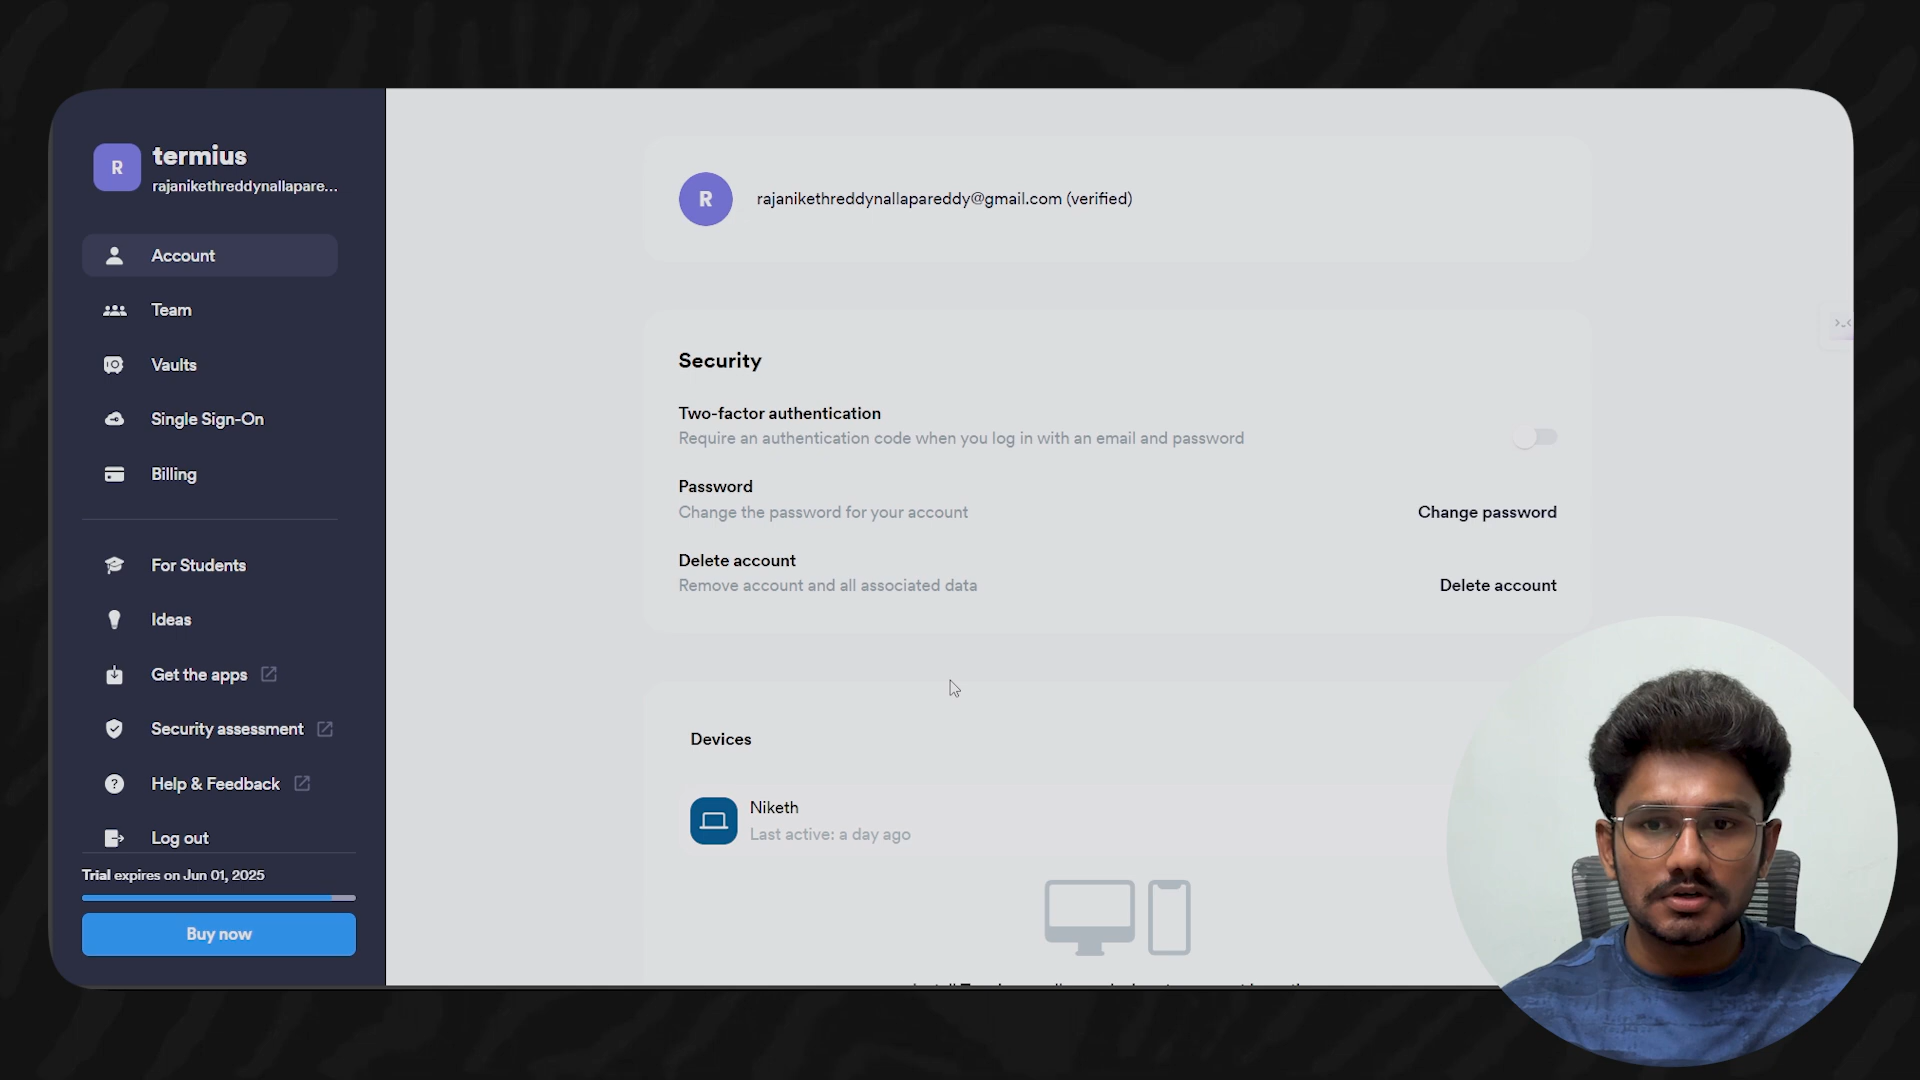 R
termius
rajanikethreddynallapare...
Account
Team
Vaults
Single Sign-On
Billing
For Students
Ideas
Get the apps
Security assessment
Help & Feedback
Log out
Trial expires on Jun 01, 2025
Buy now
R
rajanikethreddynallapareddy@gmail.com (verified)
Security
Two-factor authentication
Require an authentication code when you log in with an email and password
Password
Change the password for your account
Change password
Delete account
Remove account and all associated data
Delete account
Devices
Niketh
Last active: a day ago